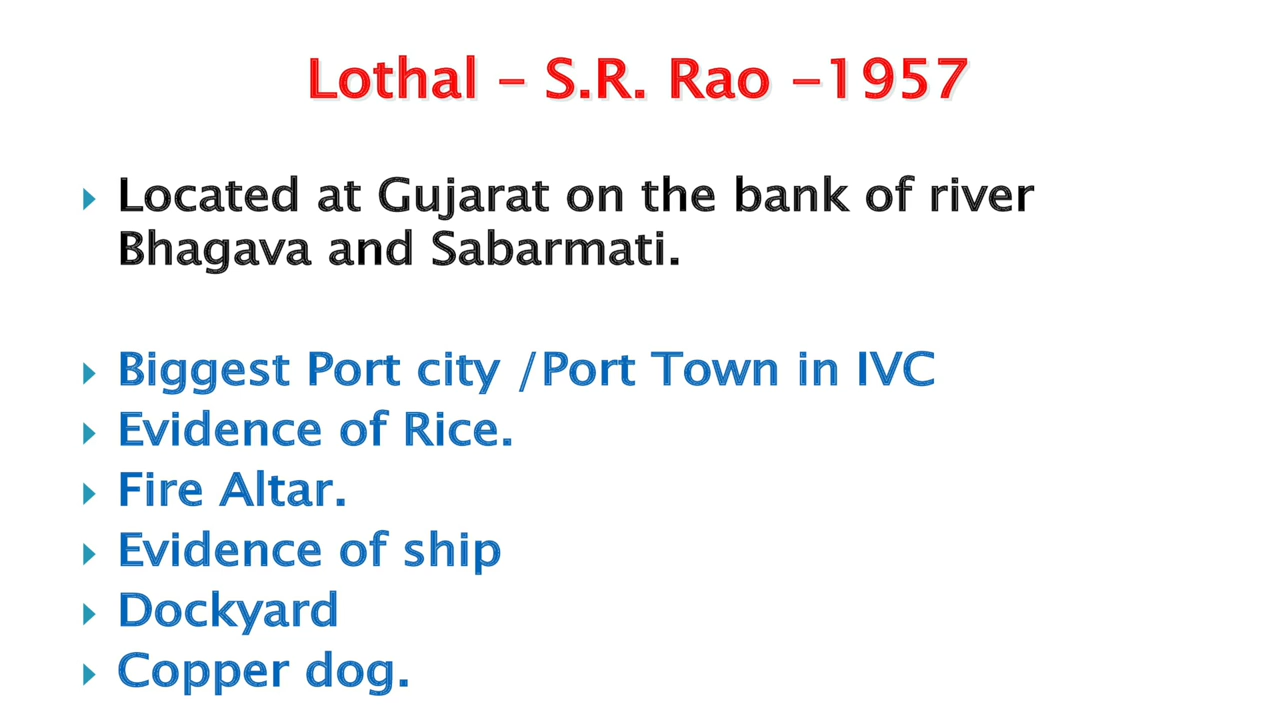 Lothal – S.R. Rao –1957
Located at Gujarat on the bank of river
Bhagava and Sabarmati.
Biggest Port city /Port Town in IVC
Evidence of Rice.
Fire Altar.
Evidence of ship
Dockyard
Copper dog.